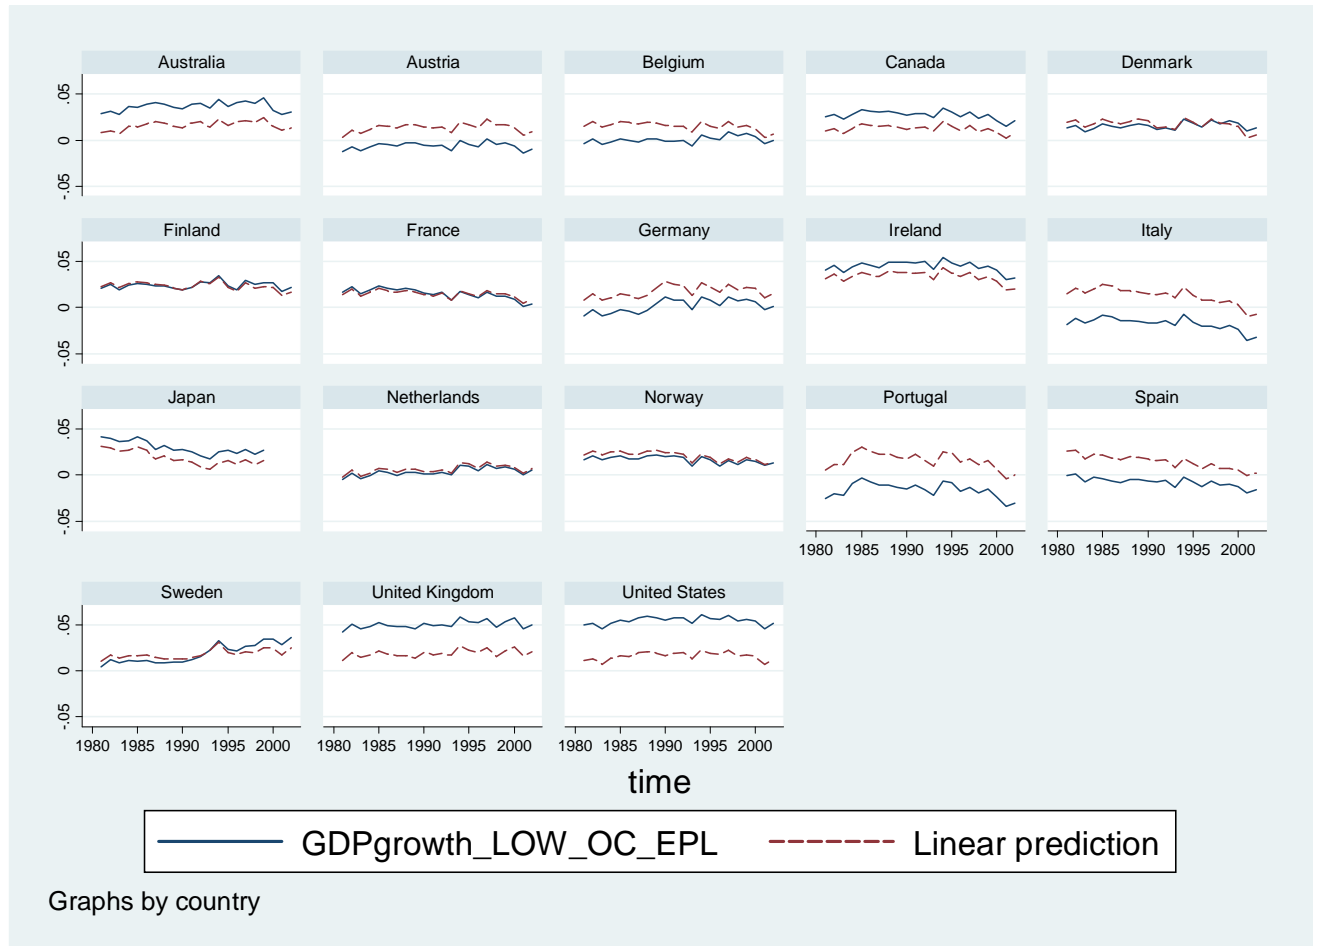 Australia Austria Belgium Canada Denmark
.05
0
-.05
Finland France Germany Ireland Italy
.05
0
-.05
Japan Netherlands Norway Portugal Spain
.05
0
-.05
1980 1985 1990 1995 2000 1980 1985 1990 1995 2000
Sweden United Kingdom United States
.05
0
-.05
1980 1985 1990 1995 2000 1980 1985 1990 1995 2000 1980 1985 1990 1995 2000
time
GDPgrowth_LOW_OC_EPL Linear prediction
Graphs by country